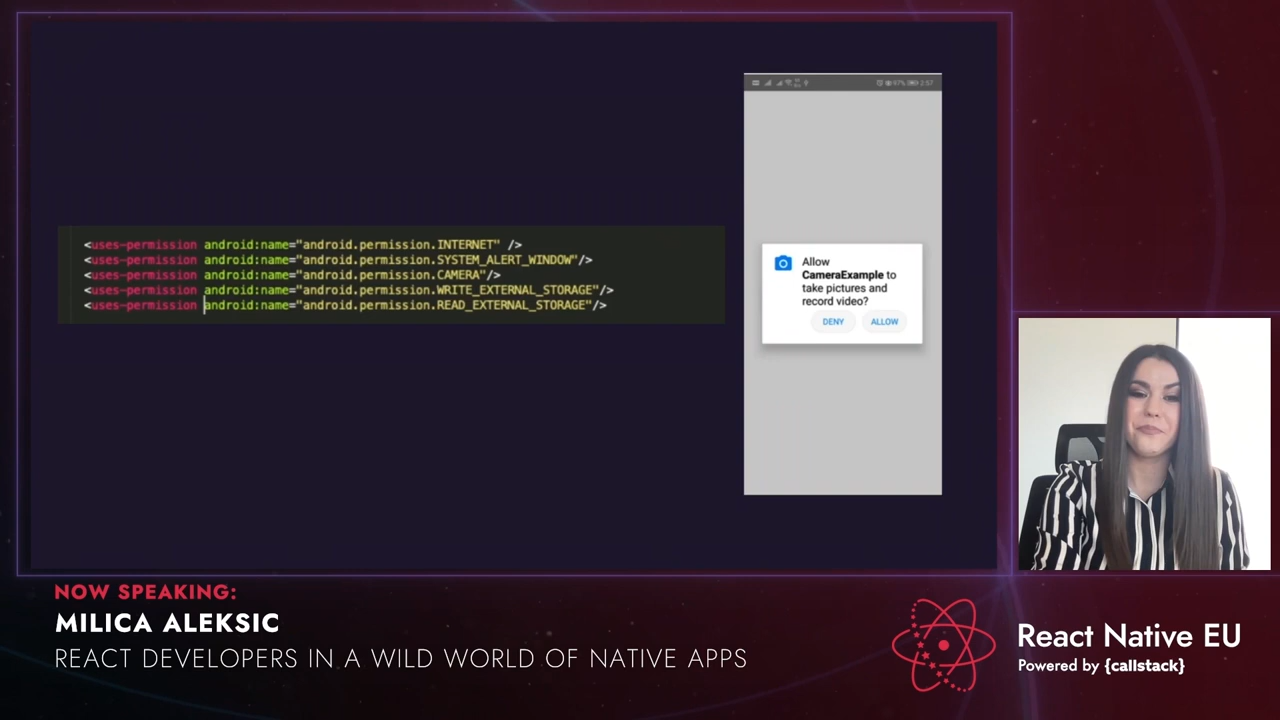 <uses-permission android:name="android.permission.INTERNET" />
<uses-permission android:name="android.permission.SYSTEM_ALERT_WINDOW"/>
<uses-permission android:name="android.permission.CAMERA"/>
<uses-permission android:name="android.permission.WRITE_EXTERNAL_STORAGE"/>
<uses-permission android:name="android.permission.READ_EXTERNAL_STORAGE"/>
97% 2:57
Allow
CameraExample to
take pictures and
record video?
DENY ALLOW
NOW SPEAKING:
MILICA ALEKSIC
REACT DEVELOPERS IN A WILD WORLD OF NATIVE APPS
React Native EU
Powered by {callstack}